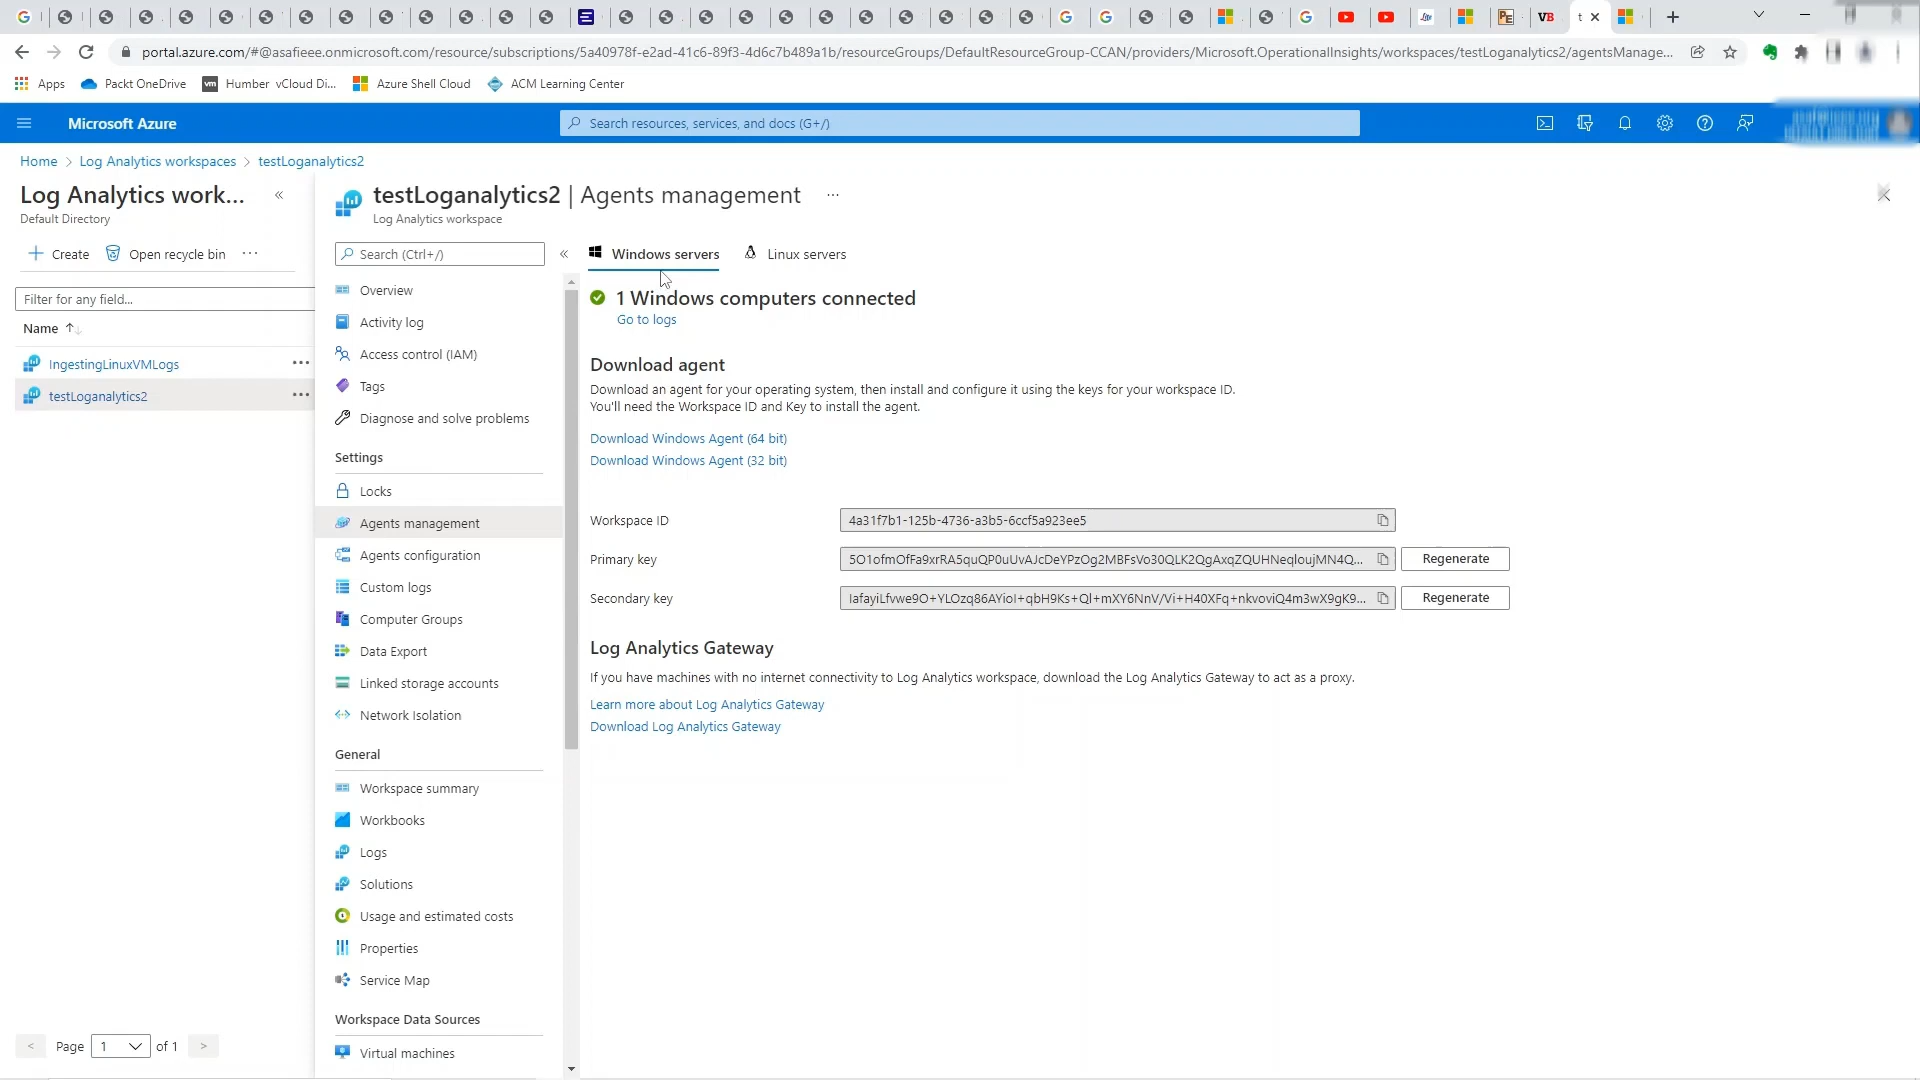 portal.azure.com/#@asafieee.onmicrosoft.com/resource/subscriptions/5a40978f-e2ad-41c6-89f3-4d6c7b489a1b/resourceGroups/DefaultResourceGroup-CCAN/providers/Microsoft.OperationalInsights/workspaces/testLoganalytics2/agentsManage...
Apps Packt OneDrive Humber vCloud Di... Azure Shell Cloud ACM Learning Center
Microsoft Azure
Search resources, services, and docs (G+/)
Home > Log Analytics workspaces > testLoganalytics2
Log Analytics work... «
Default Directory
+ Create Open recycle bin ...
Filter for any field...
Name ↑↓
IngestingLinuxVMLogs ...
testLoganalytics2 ...
< Page 1 of 1 >
testLoganalytics2 | Agents management ...
Log Analytics workspace
Search (Ctrl+/) «
Overview
Activity log
Access control (IAM)
Tags
Diagnose and solve problems
Settings
Locks
Agents management
Agents configuration
Custom logs
Computer Groups
Data Export
Linked storage accounts
Network Isolation
General
Workspace summary
Workbooks
Logs
Solutions
Usage and estimated costs
Properties
Service Map
Workspace Data Sources
Virtual machines
Windows servers Linux servers
1 Windows computers connected
Go to logs
Download agent
Download an agent for your operating system, then install and configure it using the keys for your workspace ID.
You'll need the Workspace ID and Key to install the agent.
Download Windows Agent (64 bit)
Download Windows Agent (32 bit)
Workspace ID 4a31f7b1-125b-4736-a3b5-6ccf5a923ee5
Primary key 5O1ofmOfFa9xrRA5quQP0uUvAJcDeYPzOg2MBFsVo30QLK2QgAxqZQUHNeqloujMN4Q... Regenerate
Secondary key IafayiLfvwe9O+YLOzq86AYioI+qbH9Ks+Ql+mXY6NnV/Vi+H40XFq+nkvoviQ4m3wX9gK9... Regenerate
Log Analytics Gateway
If you have machines with no internet connectivity to Log Analytics workspace, download the Log Analytics Gateway to act as a proxy.
Learn more about Log Analytics Gateway
Download Log Analytics Gateway